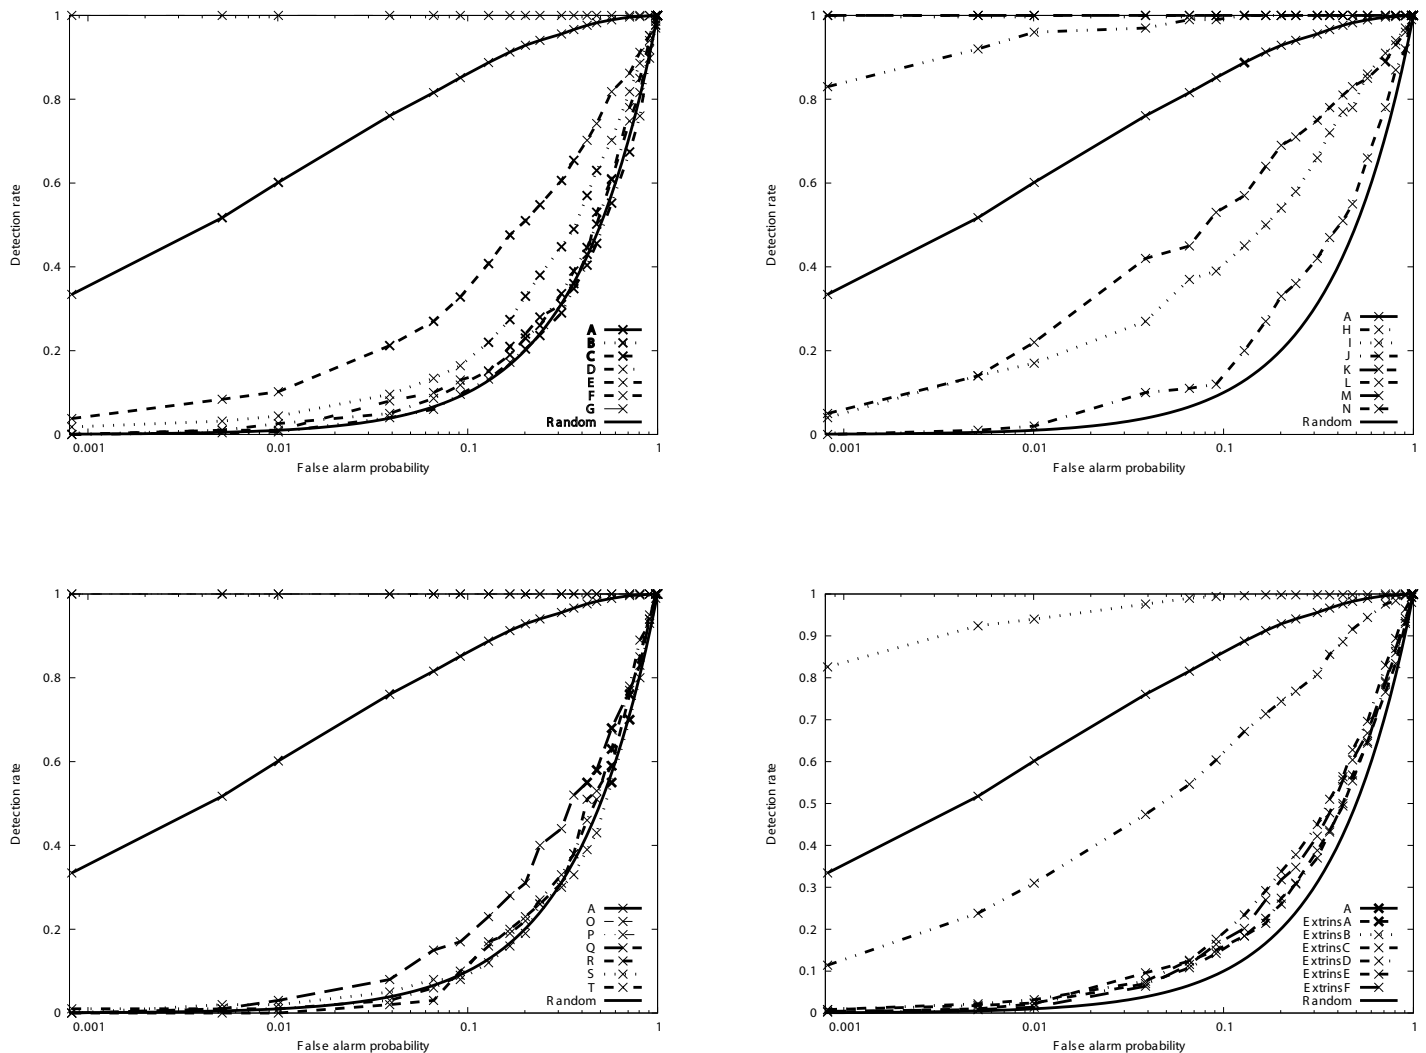 1
0.8
0.6
0.4
0.2
0
Detection rate
0.001
0.01
0.1
1
False alarm probability
A
B
C
D
E
F
G
Random
1
0.8
0.6
0.4
0.2
0
Detection rate
0.001
0.01
0.1
1
False alarm probability
A
H
I
J
K
L
M
N
Random
1
0.8
0.6
0.4
0.2
0
Detection rate
0.001
0.01
0.1
1
False alarm probability
A
O
P
Q
R
S
T
Random
1
0.9
0.8
0.7
0.6
0.5
0.4
0.3
0.2
0.1
0
Detection rate
0.001
0.01
0.1
1
False alarm probability
A
Extrins A
Extrins B
Extrins C
Extrins D
Extrins E
Extrins F
Random